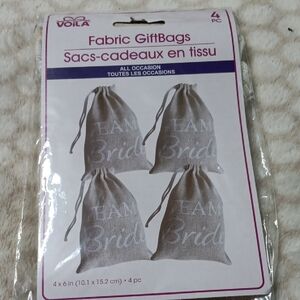 VOILA
4
PC
Fabric GiftBags
Sacs-cadeaux en tissu
ALL OCCASION
TOUTES LES OCCASIONS
TEAM
Bride
TEAM
Bride
TEAM
Bride
TEAM
Bride
4 x 6 in (10.1 x 15.2 cm) • 4 pc